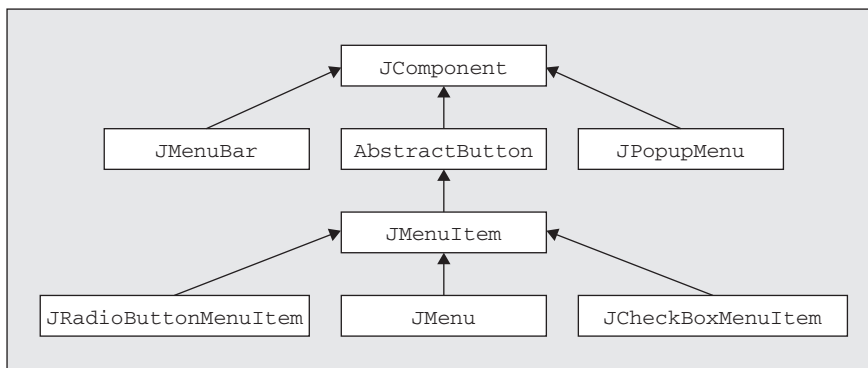 JComponent
JMenuBar
AbstractButton
JPopupMenu
JMenuItem
JRadioButtonMenuItem
JMenu
JCheckBoxMenuItem